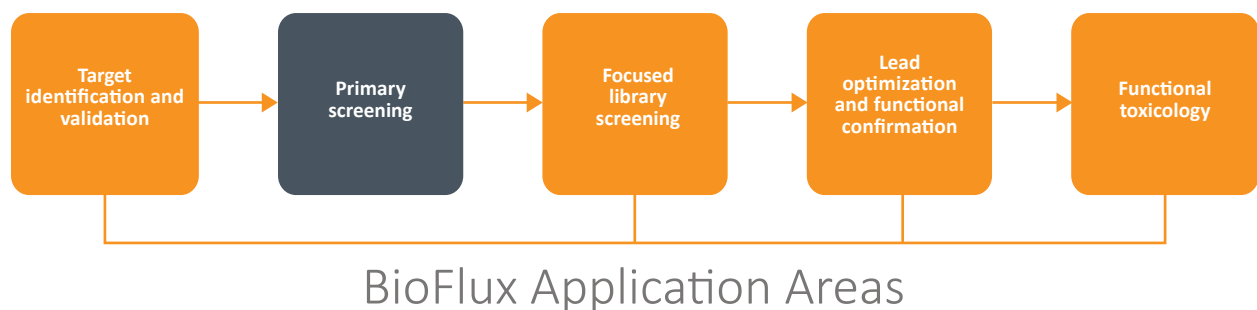 Target
identification and
validation
Primary
screening
Focused
library
screening
Lead
optimization
and functional
confirmation
Functional
toxicology
BioFlux Application Areas